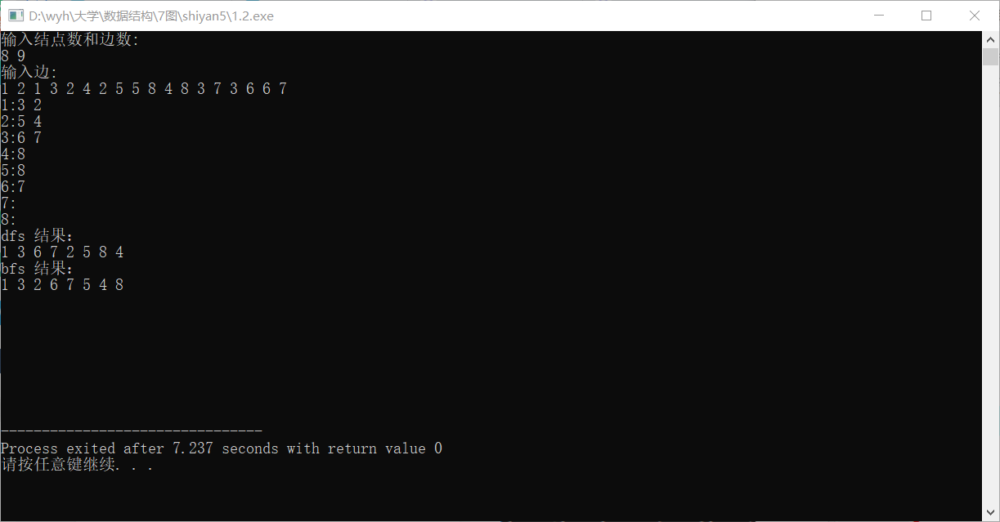 D:\wyh\大学\数据结构\7图\shiyan5\1.2.exe
输入结点数和边数:
8 9
输入边:
1 2 1 3 2 4 2 5 5 8 4 8 3 7 3 6 6 7
1:3 2
2:5 4
3:6 7
4:8
5:8
6:7
7:
8:
dfs 结果:
1 3 6 7 2 5 8 4
bfs 结果:
1 3 2 6 7 5 4 8
--------------------------------
Process exited after 7.237 seconds with return value 0
请按任意键继续. . .